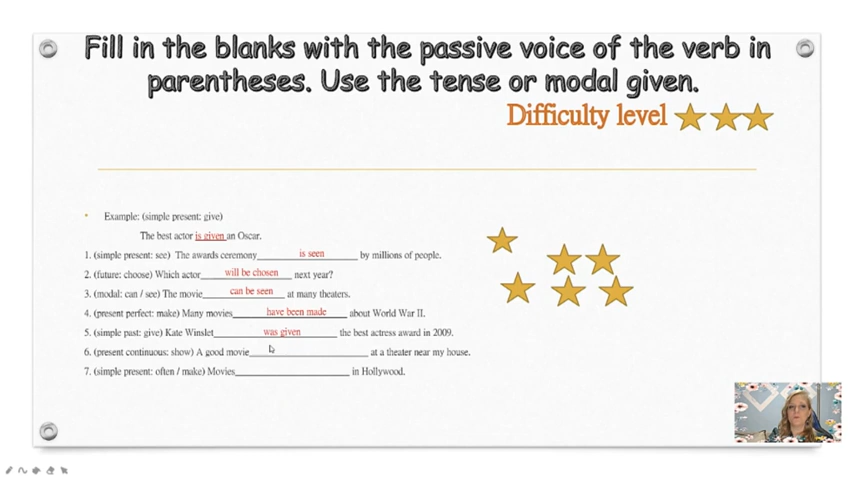 Fill in the blanks with the passive voice of the verb in
parentheses. Use the tense or modal given.
Difficulty level
• Example: (simple present: give)
The best actor is given an Oscar.
1. (simple present: see) The awards ceremony is seen by millions of people.
2. (future: choose) Which actor will be chosen next year?
3. (modal: can / see) The movie can be seen at many theaters.
4. (present perfect: make) Many movies have been made about World War II.
5. (simple past: give) Kate Winslet was given the best actress award in 2009.
6. (present continuous: show) A good movie____________________ at a theater near my house.
7. (simple present: often / make) Movies____________________ in Hollywood.